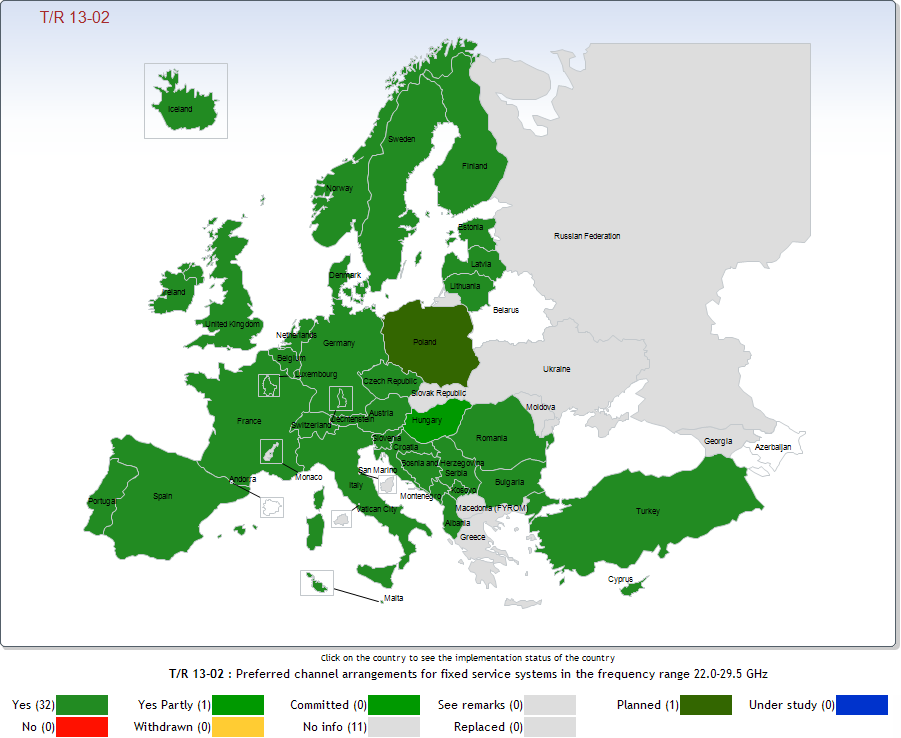 T/R 13-02
Iceland
Sweden
Finland
Norway
Russian Federation
Estonia
Latvia
Denmark
Lithuania
Ireland
Belarus
United Kingdom
Netherlands
Germany
Poland
Belgium
Ukraine
Luxembourg
Czech Republic
Slovak Republic
Moldova
Austria
France
Switzerland
Liechtenstein
Hungary
Slovenia
Romania
Georgia
Azerbaijan
Croatia
Bosnia and Herzegovina
San Marino
Serbia
Andorra
Monaco
Italy
Bulgaria
Kosovo
Portugal
Spain
Montenegro
Vatican City
Macedonia (FYROM)
Turkey
Albania
Greece
Cyprus
Malta
Click on the country to see the implementation status of the country
T/R 13-02 : Preferred channel arrangements for fixed service systems in the frequency range 22.0-29.5 GHz
Yes (32) Yes Partly (1) Committed (0) See remarks (0) Planned (1) Under study (0)
No (0) Withdrawn (0) No info (11) Replaced (0)